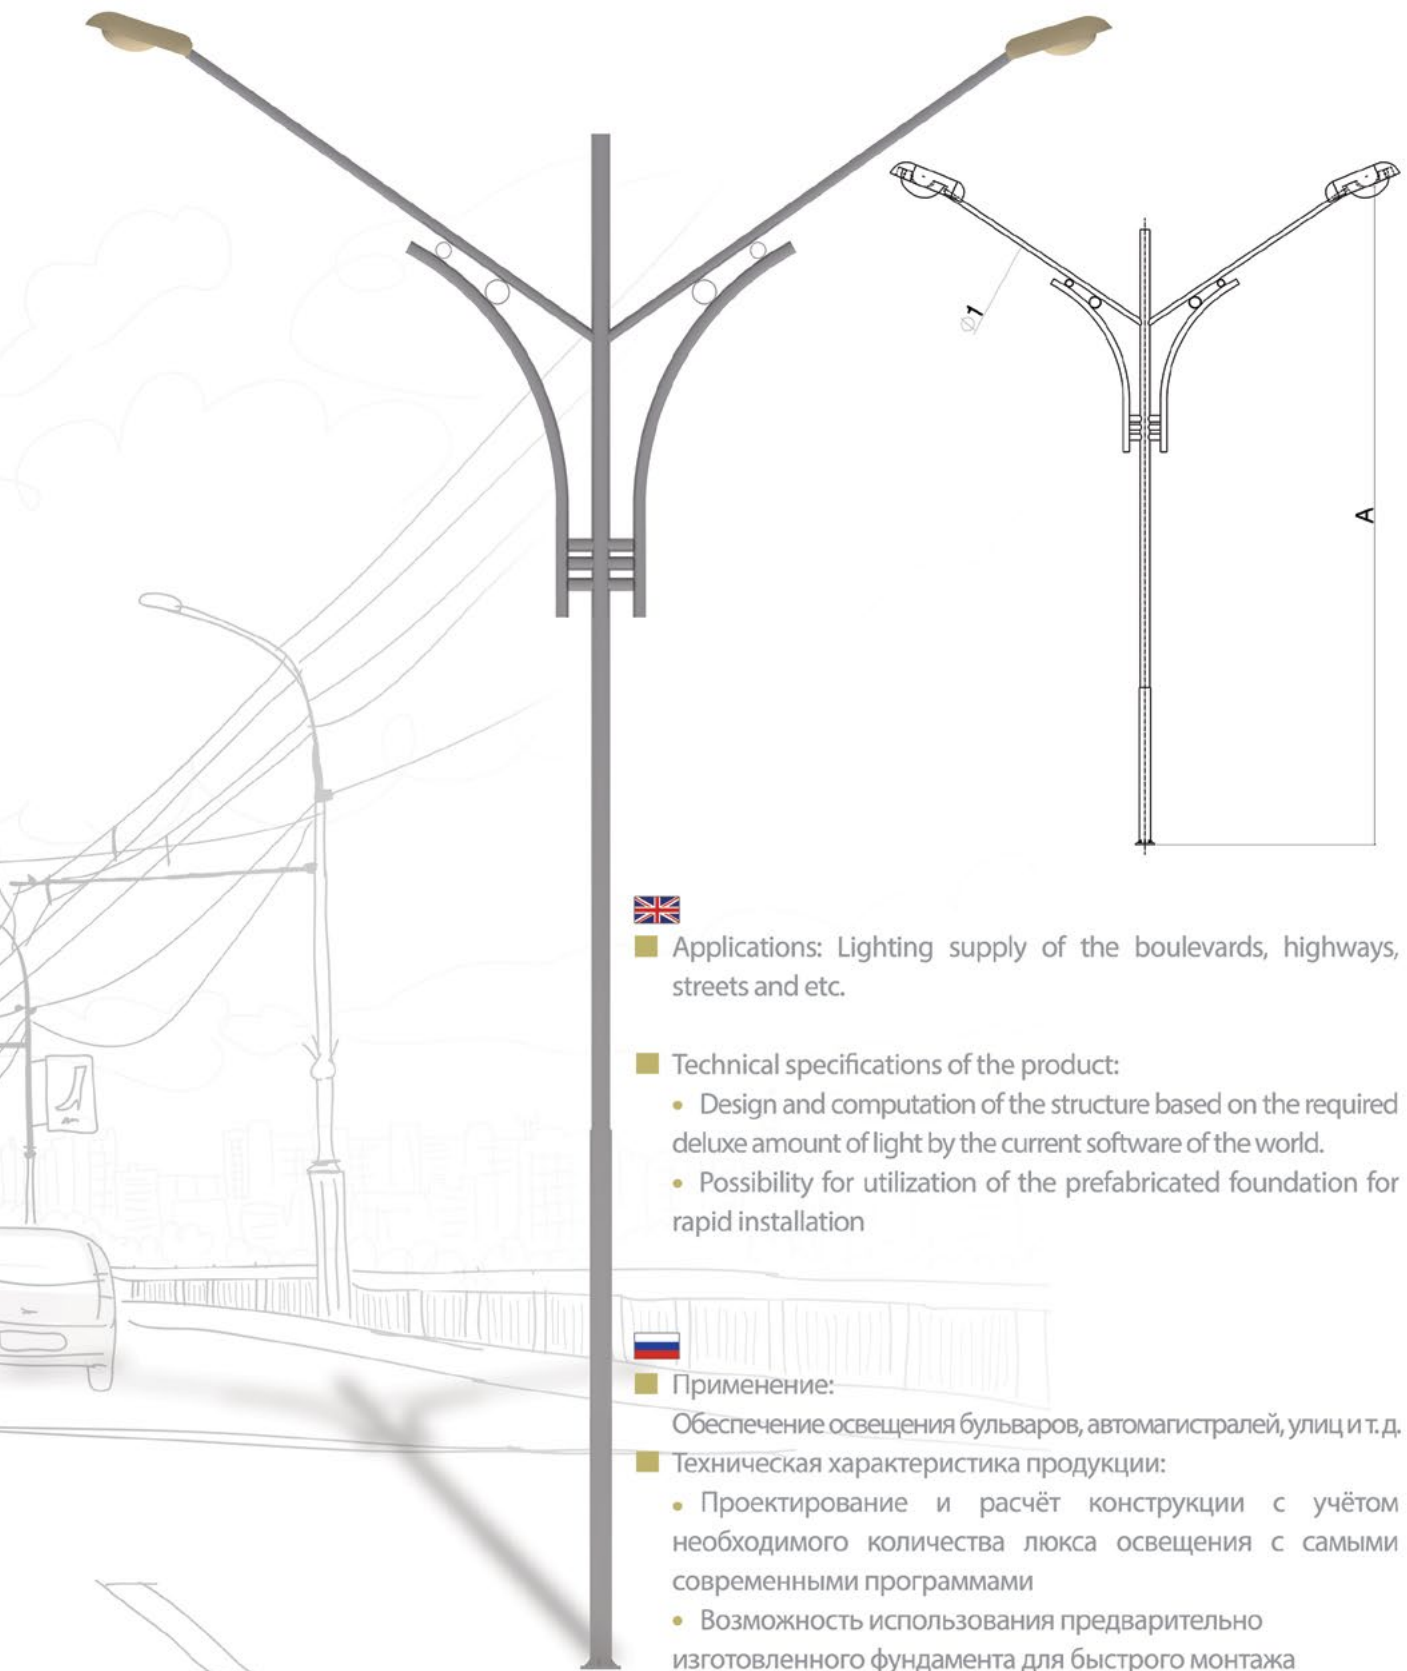 ⌀1
A
Applications: Lighting supply of the boulevards, highways,
streets and etc.
Technical specifications of the product:
• Design and computation of the structure based on the required
deluxe amount of light by the current software of the world.
• Possibility for utilization of the prefabricated foundation for
rapid installation
Применение:
Обеспечение освещения бульваров, автомагистралей, улиц и т. д.
Техническая характеристика продукции:
• Проектирование и расчёт конструкции с учётом
необходимого количества люкса освещения с самыми
современными программами
• Возможность использования предварительно
изготовленного фундамента для быстрого монтажа